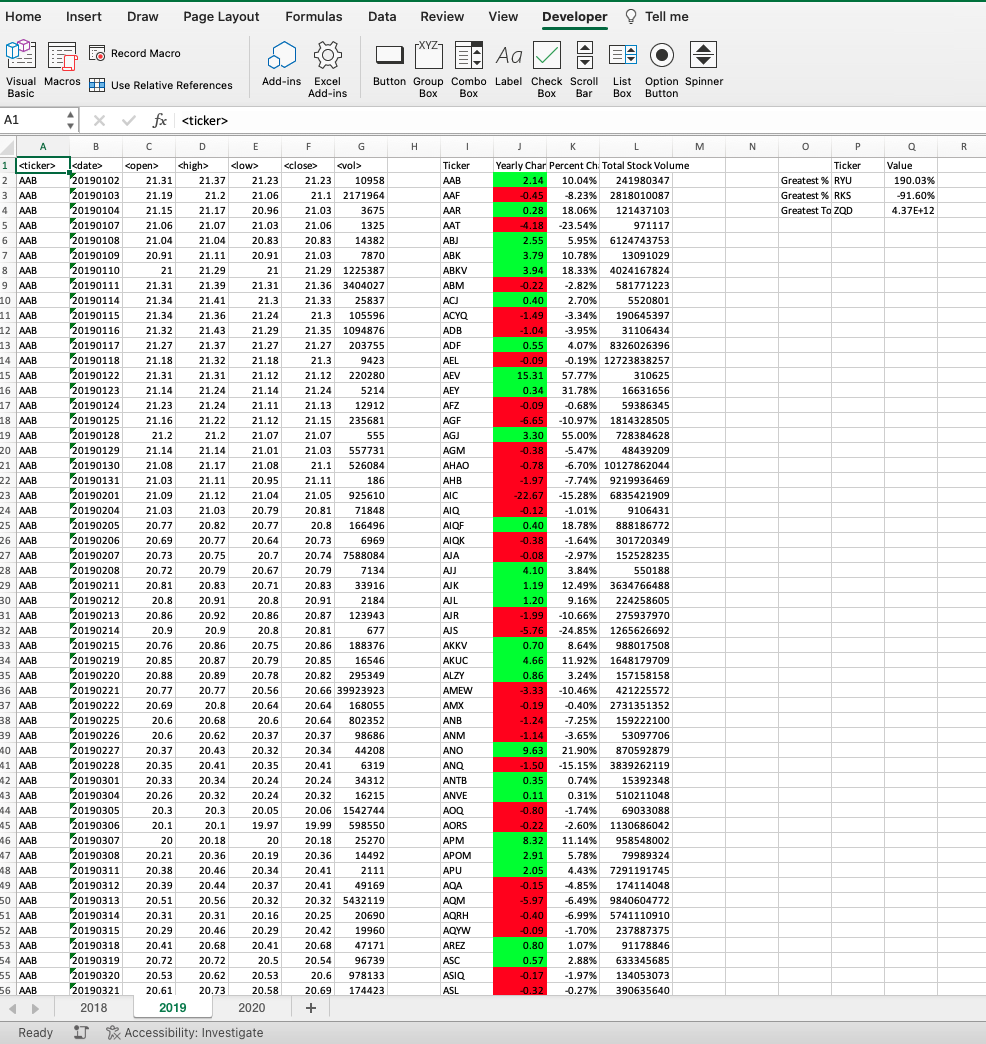 Home Insert Draw Page Layout Formulas Data Review View Developer Tell me
Visual Basic Macros Record Macro Use Relative References Add-ins Excel Add-ins Button Group Box Combo Box Label Check Box Scroll Bar List Box Option Button Spinner
XYZ Aa
A1 fx <ticker>
A B C D E F G H I J K L M N O P Q R
1 <ticker> <date> <open> <high> <low> <close> <vol> Ticker Yearly Chan Percent Ch Total Stock Volume Ticker Value
2 AAB 20190102 21.31 21.37 21.23 21.23 10958 AAB 2.14 10.04% 241980347 Greatest % RYU 190.03%
3 AAB 20190103 21.19 21.2 21.06 21.1 2171964 AAF -0.45 -8.23% 2818010087 Greatest % RKS -91.60%
4 AAB 20190104 21.15 21.17 20.96 21.03 3675 AAR 0.28 18.06% 121437103 Greatest To ZQD 4.37E+12
5 AAB 20190107 21.06 21.07 21.03 21.06 1325 AAT -4.18 -23.54% 971117
6 AAB 20190108 21.04 21.04 20.83 20.83 14382 ABJ 2.55 5.95% 6124743753
7 AAB 20190109 20.91 21.11 20.91 21.03 7870 ABK 3.79 10.78% 13091029
8 AAB 20190110 21 21.29 21 21.29 1225387 ABKV 3.94 18.33% 4024167824
9 AAB 20190111 21.31 21.39 21.31 21.36 3404027 ABM -0.22 -2.82% 581771223
10 AAB 20190114 21.34 21.41 21.3 21.33 25837 ACJ 0.40 2.70% 5520801
11 AAB 20190115 21.34 21.36 21.24 21.3 105596 ACYQ -1.49 -3.34% 190645397
12 AAB 20190116 21.32 21.43 21.29 21.35 1094876 ADB -1.04 -3.95% 31106434
13 AAB 20190117 21.27 21.37 21.27 21.27 203755 ADF 0.55 4.07% 8326026396
14 AAB 20190118 21.18 21.32 21.18 21.3 9423 AEL -0.09 -0.19% 12723838257
15 AAB 20190122 21.31 21.31 21.12 21.12 220280 AEV 15.31 57.77% 310625
16 AAB 20190123 21.14 21.24 21.14 21.24 5214 AEY 0.34 31.78% 16631656
17 AAB 20190124 21.23 21.24 21.11 21.13 12912 AFZ -0.09 -0.68% 59386345
18 AAB 20190125 21.16 21.22 21.12 21.15 235681 AGF -6.65 -10.97% 1814328505
19 AAB 20190128 21.2 21.2 21.07 21.07 555 AGJ 3.30 55.00% 728384628
20 AAB 20190129 21.14 21.14 21.01 21.03 557731 AGM -0.38 -5.47% 48439209
21 AAB 20190130 21.08 21.17 21.08 21.1 526084 AHAO -0.78 -6.70% 10127862044
22 AAB 20190131 21.03 21.11 20.95 21.11 186 AHB -1.97 -7.74% 9219936469
23 AAB 20190201 21.09 21.12 21.04 21.05 925610 AIC -22.67 -15.28% 6835421909
24 AAB 20190204 21.03 21.03 20.79 20.81 71848 AIQ -0.12 -1.01% 9106431
25 AAB 20190205 20.77 20.82 20.77 20.8 166496 AIQF 0.40 18.78% 888186772
26 AAB 20190206 20.69 20.77 20.64 20.73 6969 AIQK -0.38 -1.64% 301720349
27 AAB 20190207 20.73 20.75 20.7 20.74 7588084 AJA -0.08 -2.97% 152528235
28 AAB 20190208 20.72 20.79 20.67 20.79 7134 AJJ 4.10 3.84% 550188
29 AAB 20190211 20.81 20.83 20.71 20.83 33916 AJK 1.19 12.49% 3634766488
30 AAB 20190212 20.8 20.91 20.8 20.91 2184 AJL 1.20 9.16% 224258605
31 AAB 20190213 20.86 20.92 20.86 20.87 123943 AJR -1.99 -10.66% 275937970
32 AAB 20190214 20.9 20.9 20.8 20.81 677 AJS -5.76 -24.85% 1265626692
33 AAB 20190215 20.76 20.86 20.75 20.86 188376 AKKV 0.70 8.64% 988017508
34 AAB 20190219 20.85 20.87 20.79 20.85 16546 AKUC 4.66 11.92% 1648179709
35 AAB 20190220 20.88 20.89 20.78 20.82 295349 ALZY 0.86 3.24% 157158158
36 AAB 20190221 20.77 20.77 20.56 20.66 39923923 AMEW -3.33 -10.46% 421225572
37 AAB 20190222 20.69 20.8 20.64 20.64 168055 AMX -0.19 -0.40% 2731351352
38 AAB 20190225 20.6 20.68 20.6 20.64 802352 ANB -1.24 -7.25% 159222100
39 AAB 20190226 20.6 20.62 20.37 20.37 98686 ANM -1.14 -3.65% 53097706
40 AAB 20190227 20.37 20.43 20.32 20.34 44208 ANO 9.63 21.90% 870592879
41 AAB 20190228 20.35 20.41 20.35 20.41 6319 ANQ -1.50 -15.15% 3839262119
42 AAB 20190301 20.33 20.34 20.24 20.24 34312 ANTB 0.35 0.74% 15392348
43 AAB 20190304 20.26 20.32 20.24 20.32 16215 ANVE 0.11 0.31% 510211048
44 AAB 20190305 20.3 20.3 20.05 20.06 1542744 AOQ -0.80 -1.74% 69033088
45 AAB 20190306 20.1 20.1 19.97 19.99 598550 AORS -0.22 -2.60% 1130686042
46 AAB 20190307 20 20.18 20 20.18 25270 APM 8.32 11.14% 958548002
47 AAB 20190308 20.21 20.36 20.19 20.36 14492 APOM 2.91 5.78% 79989324
48 AAB 20190311 20.38 20.46 20.34 20.41 2111 APU 2.05 4.43% 7291191745
49 AAB 20190312 20.39 20.44 20.37 20.41 49169 AQA -0.15 -4.85% 174114048
50 AAB 20190313 20.51 20.56 20.32 20.32 5432119 AQM -5.97 -6.49% 9840604772
51 AAB 20190314 20.31 20.31 20.16 20.25 20690 AQRH -0.40 -6.99% 5741110910
52 AAB 20190315 20.29 20.46 20.29 20.42 19960 AQYW -0.09 -1.70% 237887375
53 AAB 20190318 20.41 20.68 20.41 20.68 47171 AREZ 0.80 1.07% 91178846
54 AAB 20190319 20.72 20.72 20.5 20.54 96739 ASC 0.57 2.88% 633345685
55 AAB 20190320 20.53 20.62 20.53 20.6 978133 ASIQ -0.17 -1.97% 134053073
56 AAB 20190321 20.61 20.73 20.58 20.69 174423 ASL -0.32 -0.27% 390635640
2018 2019 2020 +
Ready Accessibility: Investigate